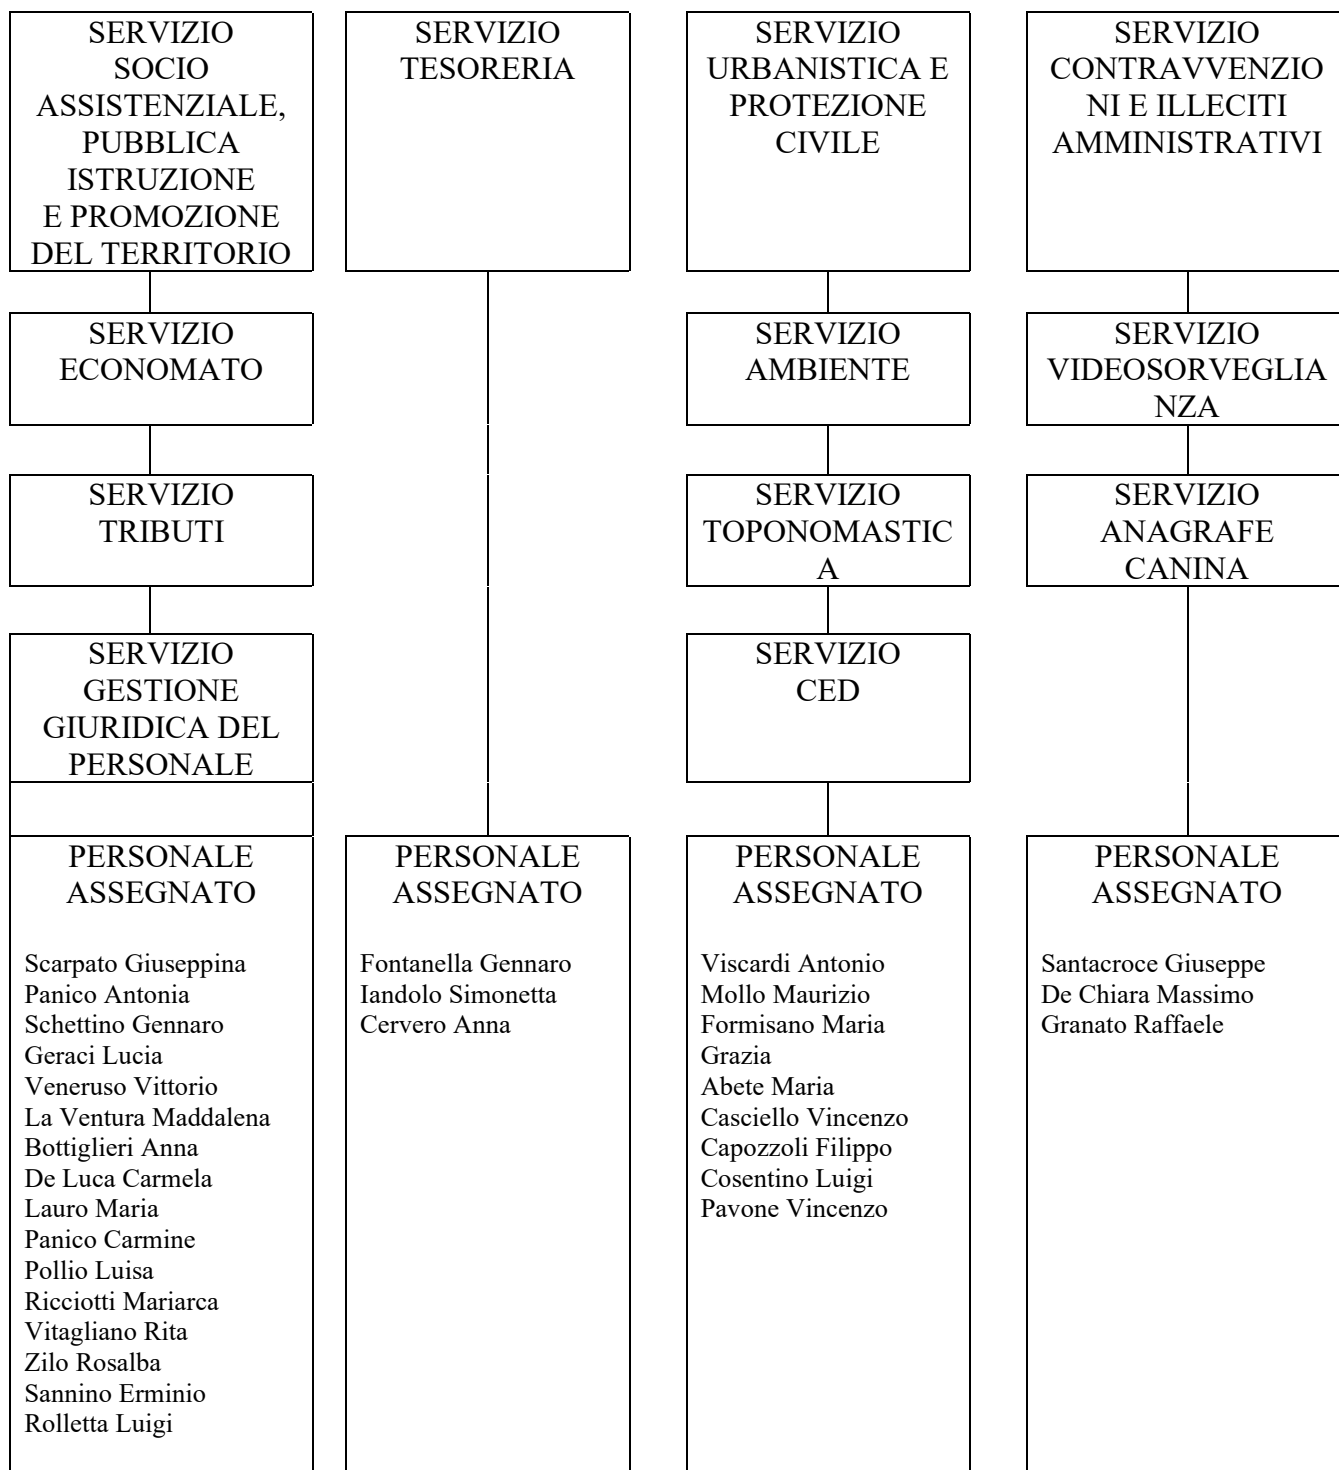 SERVIZIO
SOCIO
ASSISTENZIALE,
PUBBLICA
ISTRUZIONE
E PROMOZIONE
DEL TERRITORIO
SERVIZIO
TESORERIA
SERVIZIO
URBANISTICA E
PROTEZIONE
CIVILE
SERVIZIO
CONTRAVVENZIO
NI E ILLECITI
AMMINISTRATIVI
SERVIZIO
ECONOMATO
SERVIZIO
AMBIENTE
SERVIZIO
VIDEOSORVEGLIA
NZA
SERVIZIO
TRIBUTI
SERVIZIO
TOPONOMASTIC
A
SERVIZIO
ANAGRAFE
CANINA
SERVIZIO
GESTIONE
GIURIDICA DEL
PERSONALE
SERVIZIO
CED
PERSONALE
ASSEGNATO
Scarpato Giuseppina
Panico Antonia
Schettino Gennaro
Geraci Lucia
Veneruso Vittorio
La Ventura Maddalena
Bottiglieri Anna
De Luca Carmela
Lauro Maria
Panico Carmine
Pollio Luisa
Ricciotti Mariarca
Vitagliano Rita
Zilo Rosalba
Sannino Erminio
Rolletta Luigi
PERSONALE
ASSEGNATO
Fontanella Gennaro
Iandolo Simonetta
Cervero Anna
PERSONALE
ASSEGNATO
Viscardi Antonio
Mollo Maurizio
Formisano Maria
Grazia
Abete Maria
Casciello Vincenzo
Capozzoli Filippo
Cosentino Luigi
Pavone Vincenzo
PERSONALE
ASSEGNATO
Santacroce Giuseppe
De Chiara Massimo
Granato Raffaele